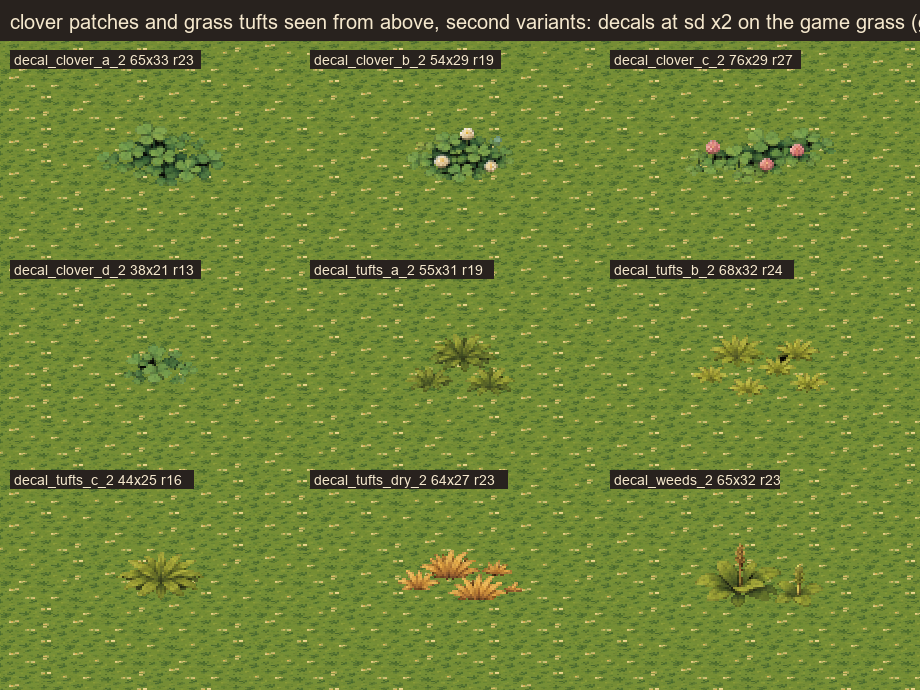 clover patches and grass tufts seen from above, second variants: decals at sd x2 on the game grass (
decal_clover_a_2 65x33 r23
decal_clover_b_2 54x29 r19
decal_clover_c_2 76x29 r27
decal_clover_d_2 38x21 r13
decal_tufts_a_2 55x31 r19
decal_tufts_b_2 68x32 r24
decal_tufts_c_2 44x25 r16
decal_tufts_dry_2 64x27 r23
decal_weeds_2 65x32 r23